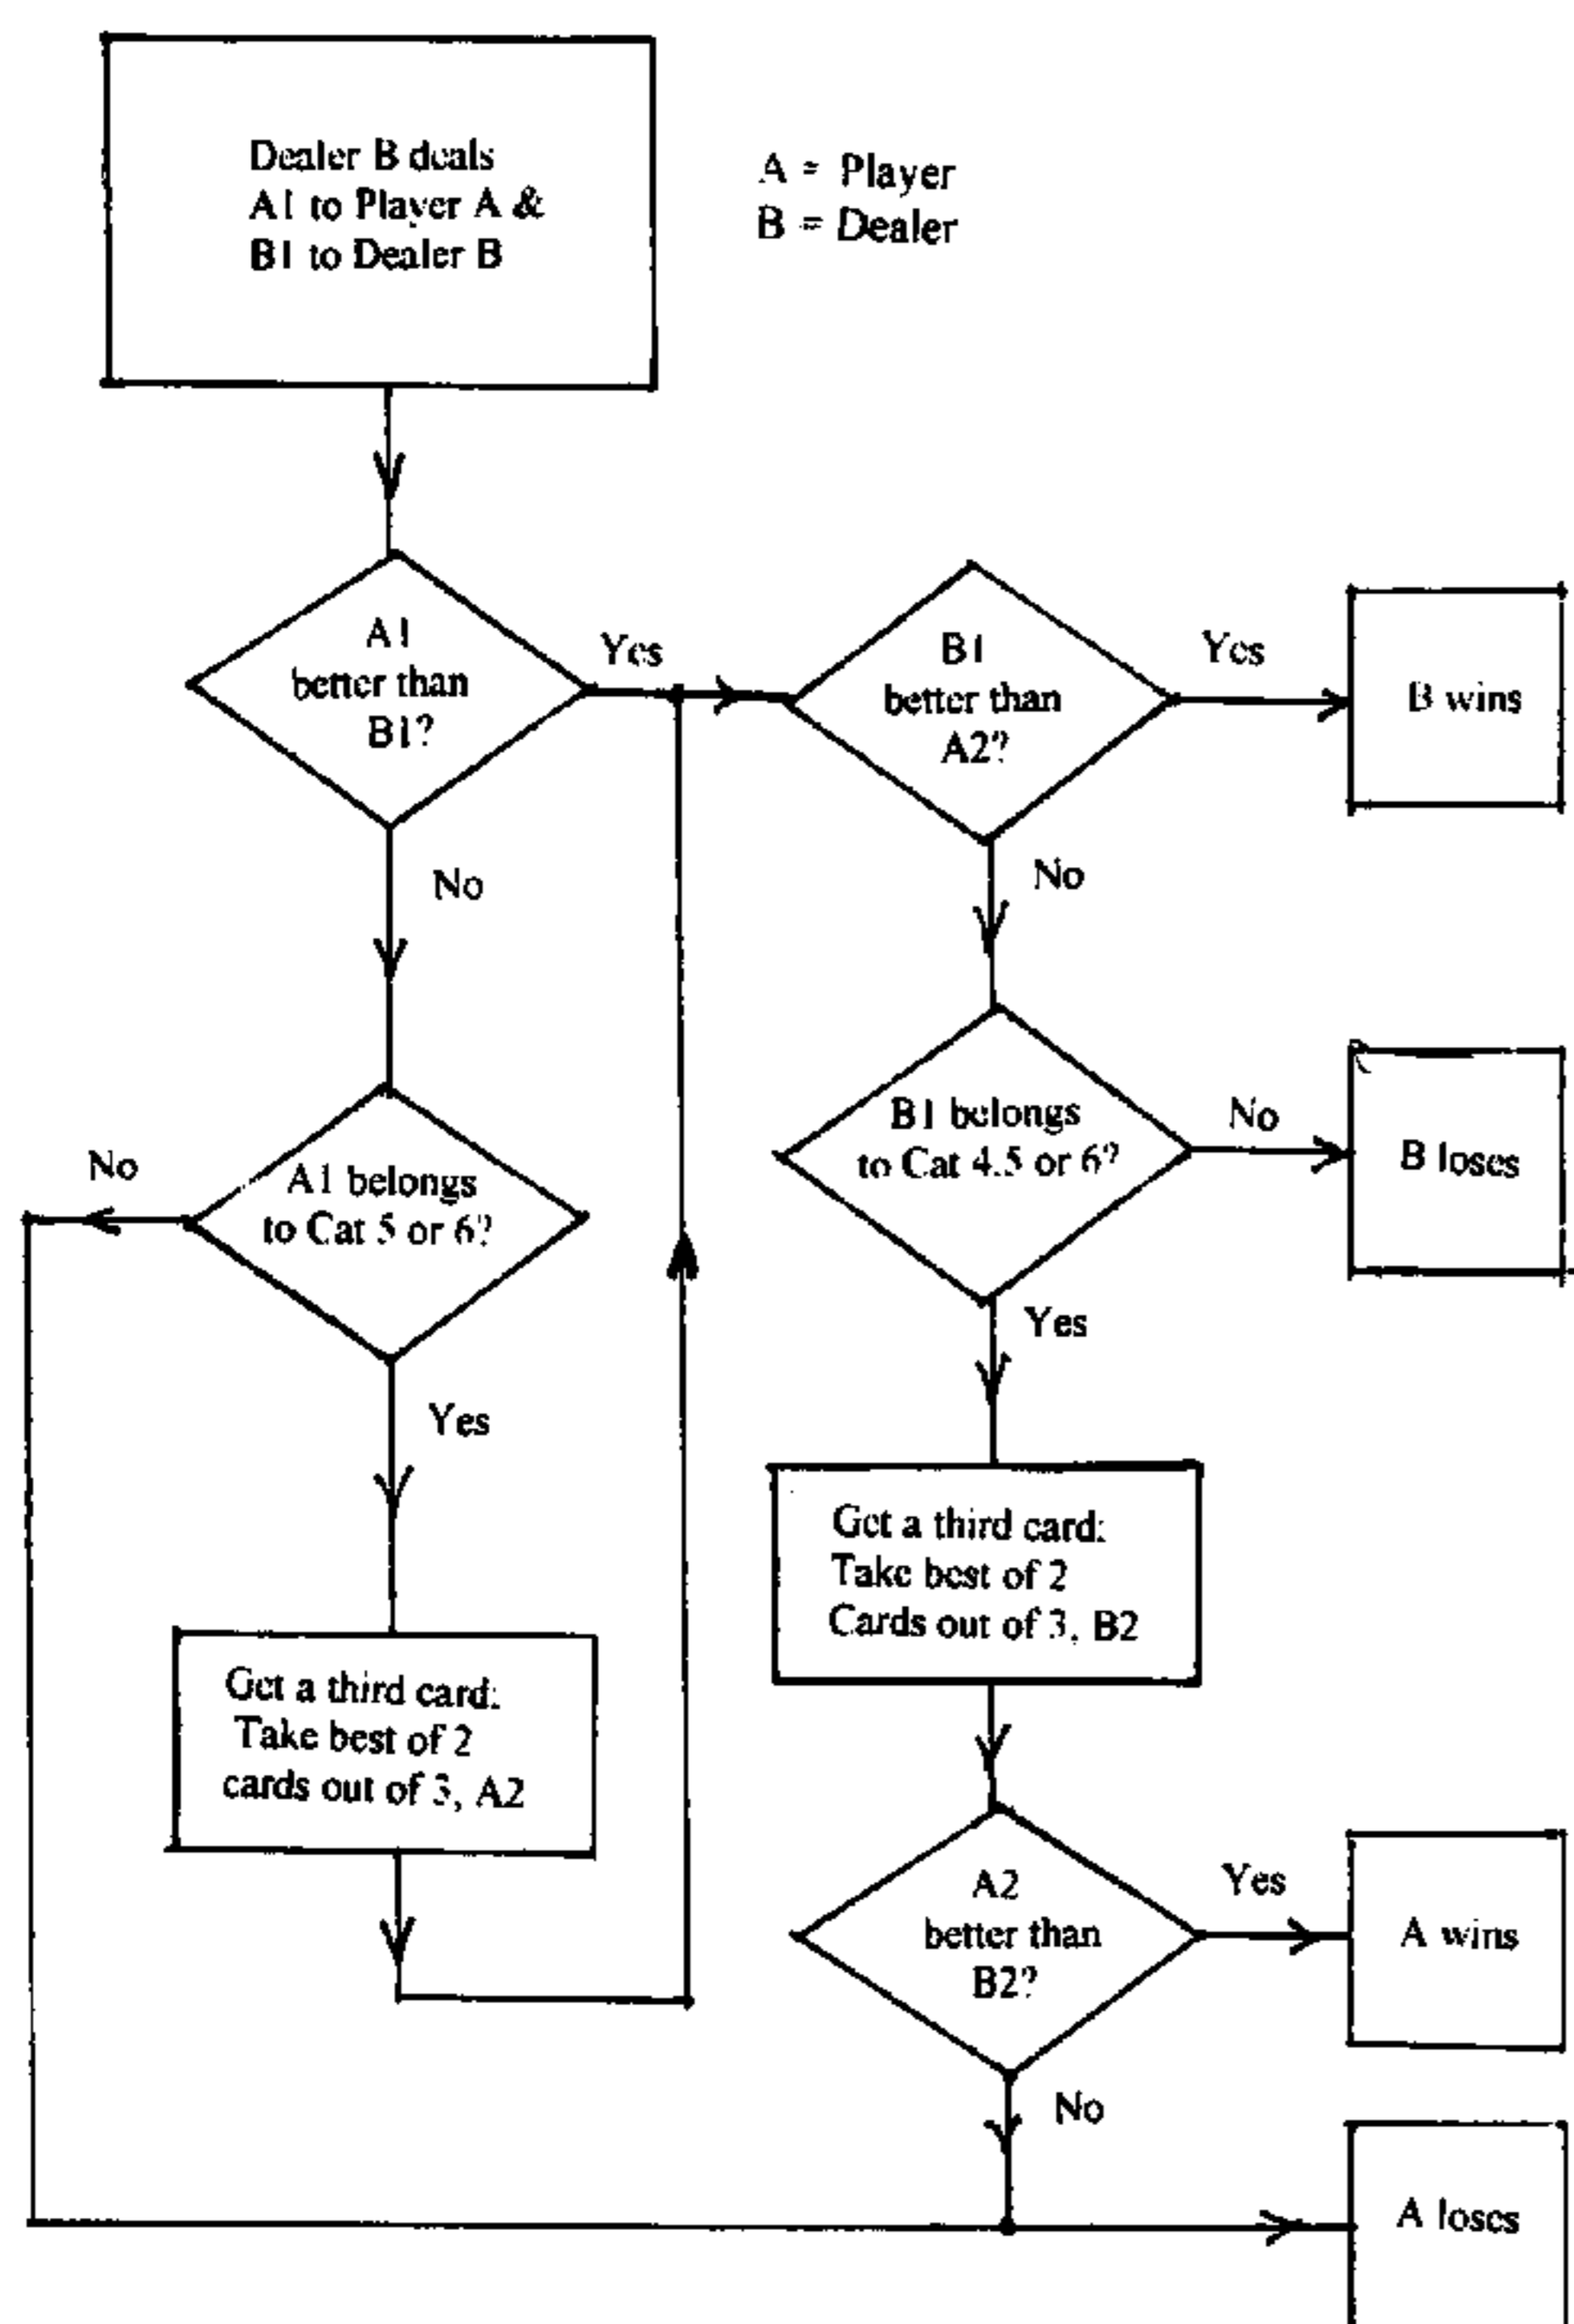 Dealer B deals
A1 to Player A &
B1 to Dealer B
A = Player
B = Dealer
A1
better than
B1?
Yes
B1
better than
A2?
Yes
B wins
No
No
A1 belongs
to Cat 5 or 6?
No
B1 belongs
to Cat 4.5 or 6?
No
B loses
Yes
Yes
Get a third card:
Take best of 2
cards out of 3, A2
Get a third card:
Take best of 2
Cards out of 3, B2
A2
better than
B2?
Yes
A wins
No
A loses